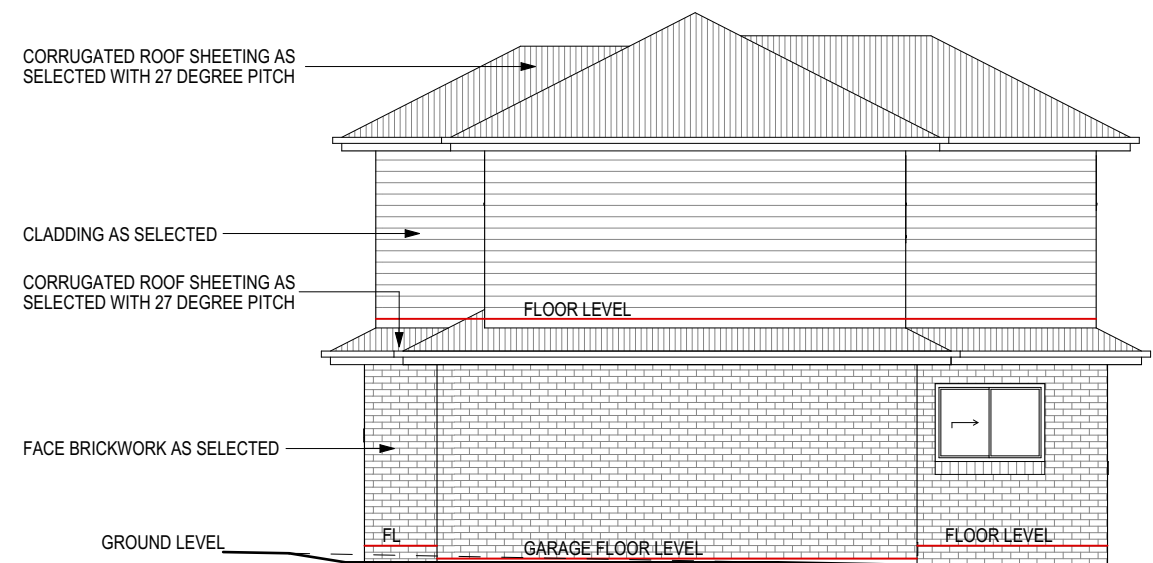 CORRUGATED ROOF SHEETING AS
SELECTED WITH 27 DEGREE PITCH
CLADDING AS SELECTED
CORRUGATED ROOF SHEETING AS
SELECTED WITH 27 DEGREE PITCH
FLOOR LEVEL
FACE BRICKWORK AS SELECTED
GROUND LEVEL
FL
GARAGE FLOOR LEVEL
FLOOR LEVEL